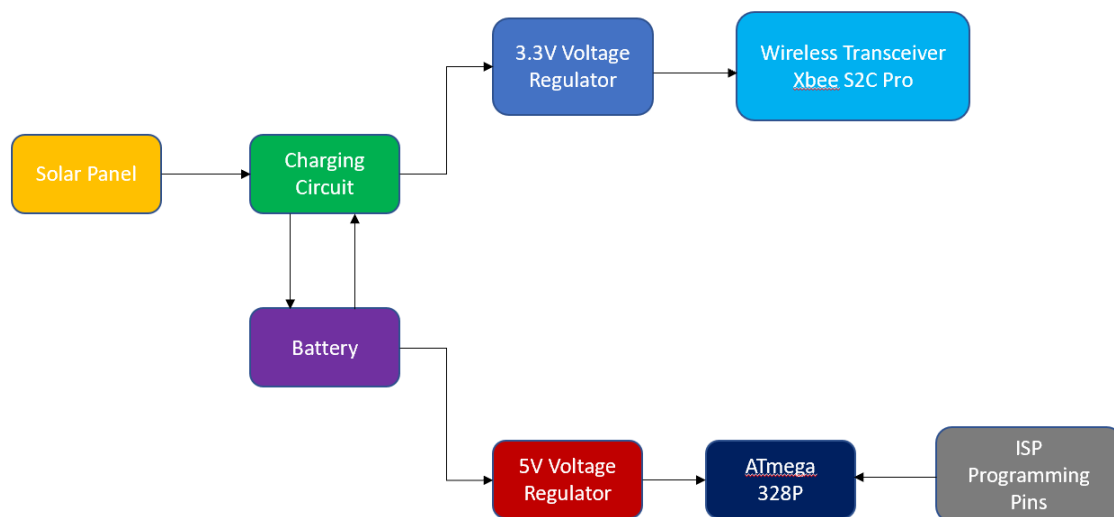 3.3V Voltage
Regulator
Wireless Transceiver
Xbee S2C Pro
Solar Panel
Charging
Circuit
Battery
5V Voltage
Regulator
ATmega
328P
ISP
Programming
Pins